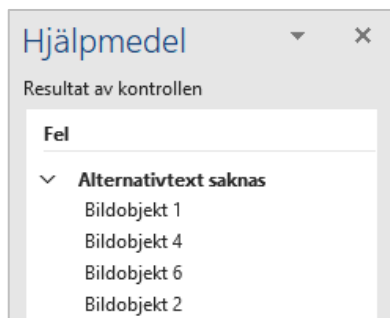 Hjälpmedel
Resultat av kontrollen
Fel
Alternativtext saknas
Bildobjekt 1
Bildobjekt 4
Bildobjekt 6
Bildobjekt 2